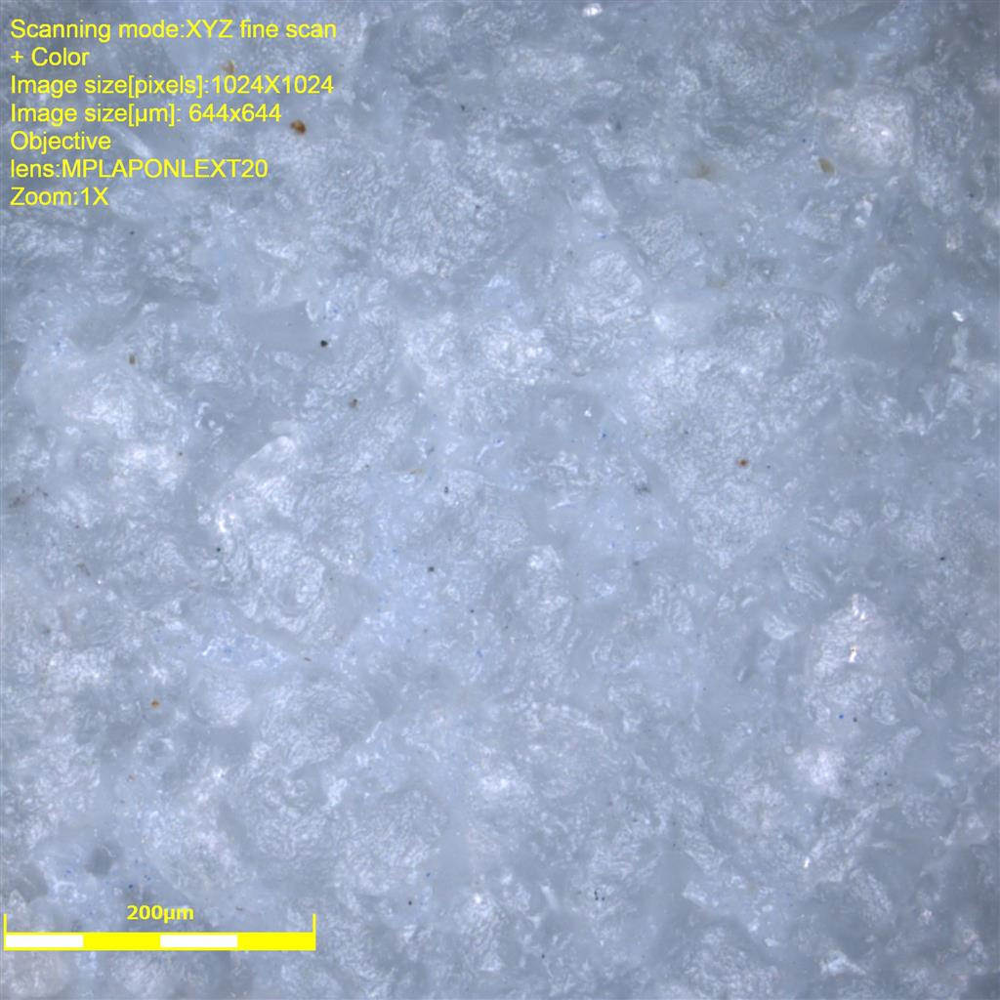 Scanning mode:XYZ fine scan
+ Color
Image size[pixels]:1024X1024
Image size[µm]: 644x644
Objective
lens:MPLAPONLEXT20
Zoom:1X
200µm